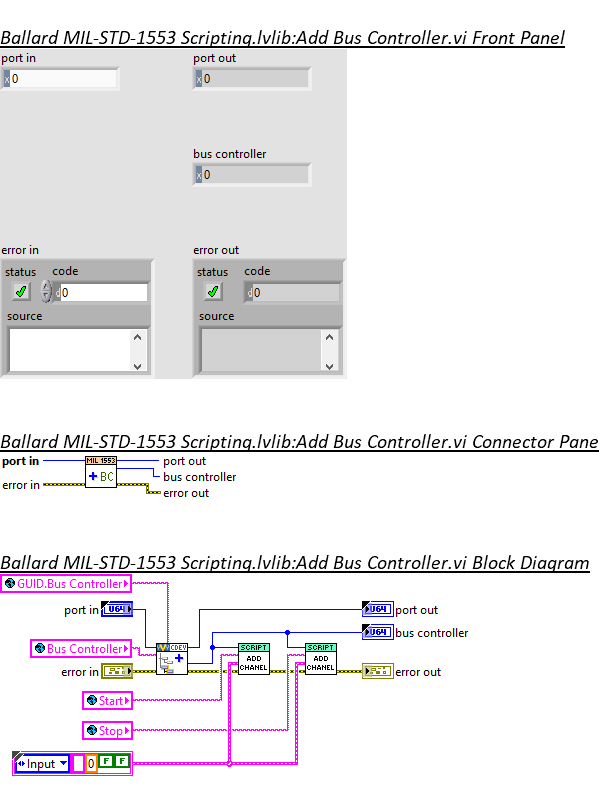 Ballard MIL-STD-1553 Scripting.lvlib:Add Bus Controller.vi Front Panel
port in port out
x 0 x 0
bus controller
x 0
error in error out
status code status code
d 0 d 0
source source
Ballard MIL-STD-1553 Scripting.lvlib:Add Bus Controller.vi Connector Pane
port in MIL 1553 port out
+ BC bus controller
error in error out
Ballard MIL-STD-1553 Scripting.lvlib:Add Bus Controller.vi Block Diagram
GUID.Bus Controller
port in U64 U64 port out
U64 bus controller
Bus Controller CDEV SCRIPT SCRIPT
error in ADD CHANEL ADD CHANEL error out
Start
Stop
Input 0 F F